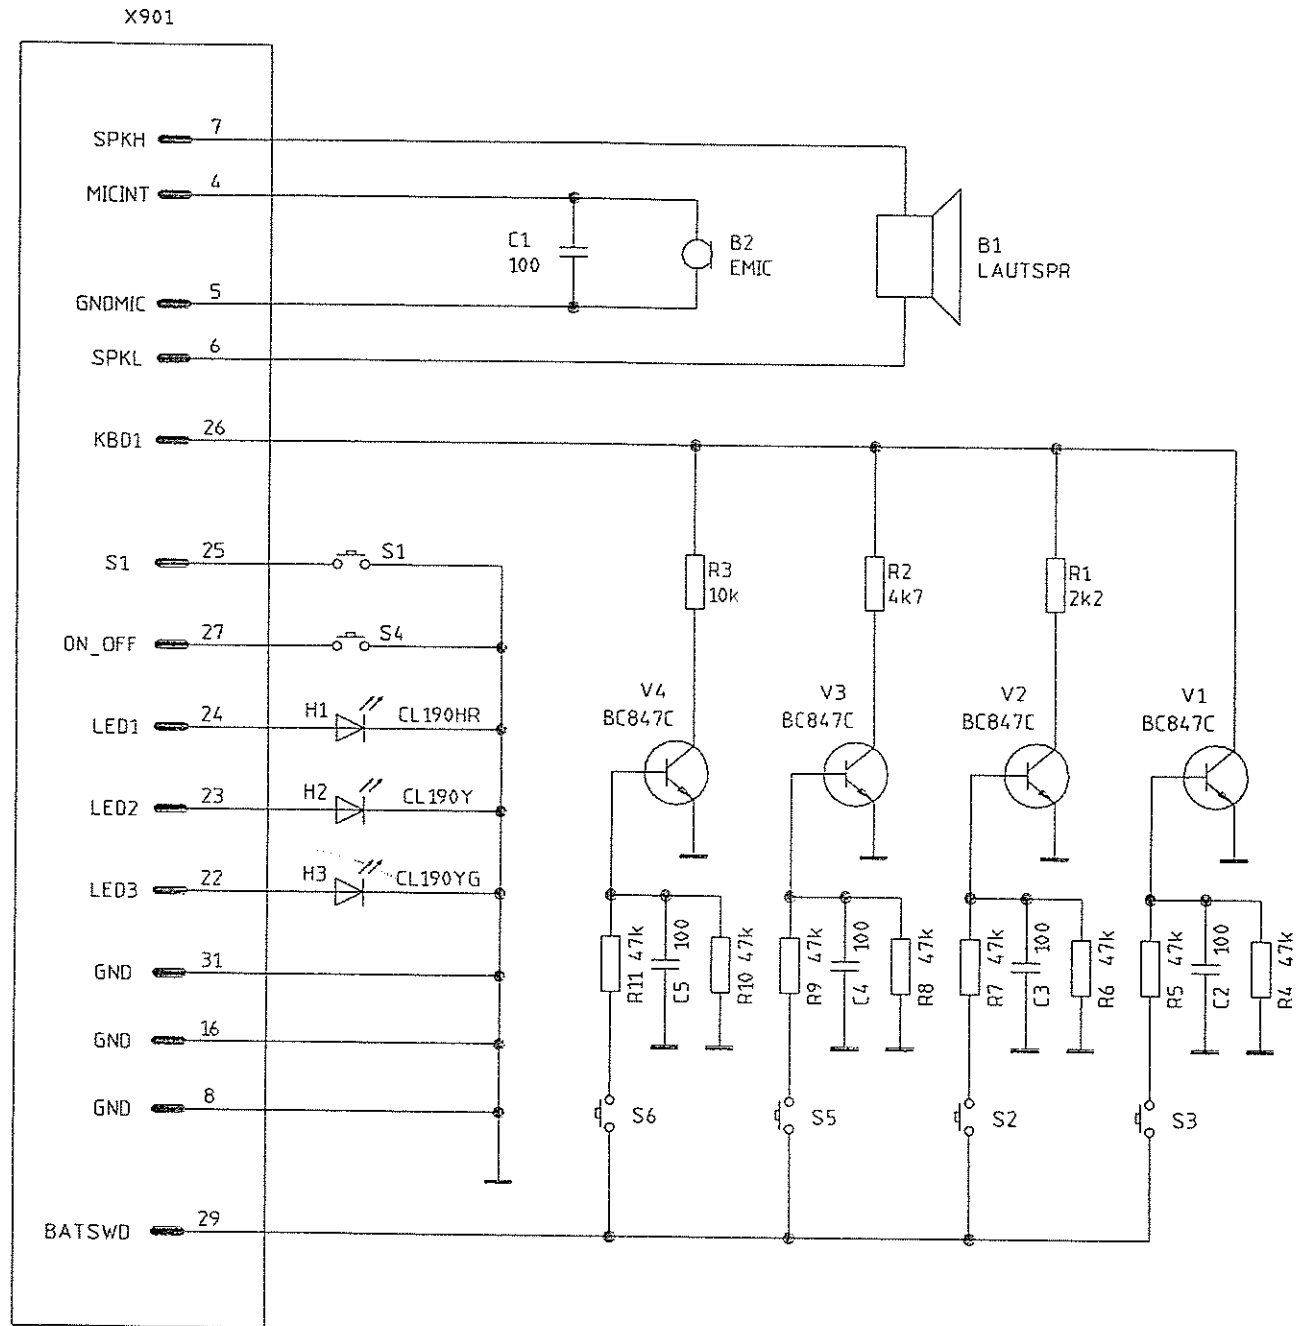 X901
SPKH 7
MICINT 4
C1
100
B2
EMIC
B1
LAUTSPR
GNDMIC 5
SPKL 6
KBD1 26
S1 25 S1
R3
10k
R2
4k7
R1
2k2
ON_OFF 27 S4
LED1 24 H1 CL190HR
V4
BC847C
V3
BC847C
V2
BC847C
V1
BC847C
LED2 23 H2 CL190Y
LED3 22 H3 CL190YG
GND 31
R11 47k
C5 100
R10 47k
R9 47k
C4 100
R8 47k
R7 47k
C3 100
R6 47k
R5 47k
C2 100
R4 47k
GND 16
GND 8
S6
S5
S2
S3
BATSWD 29